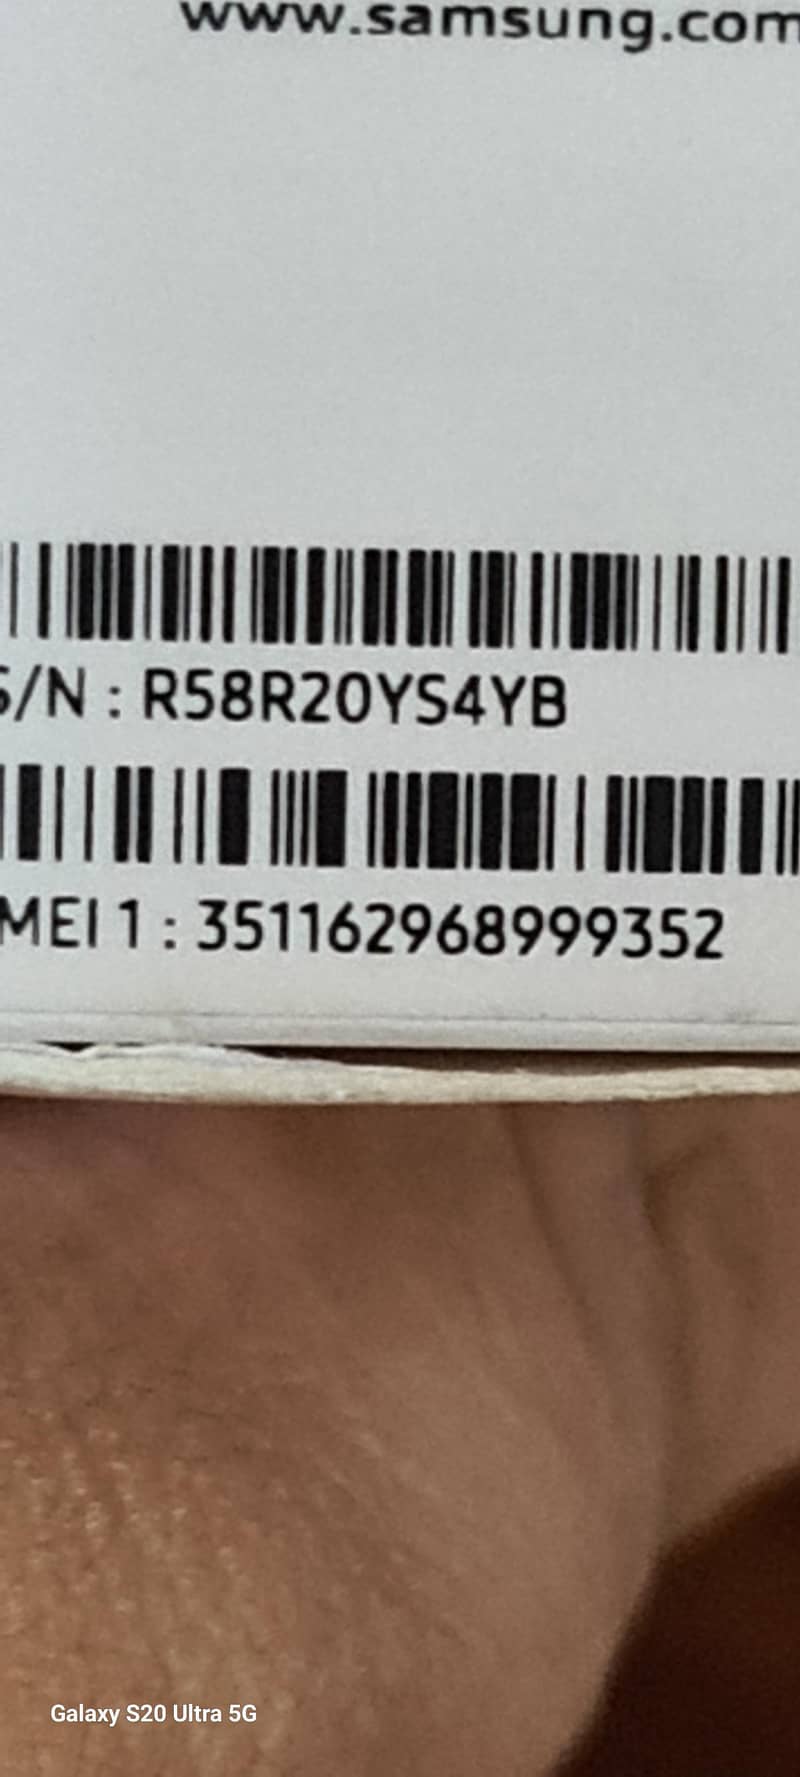 www.samsung.com
S/N : R58R20YS4YB
MEI 1 : 351162968999352
Galaxy S20 Ultra 5G